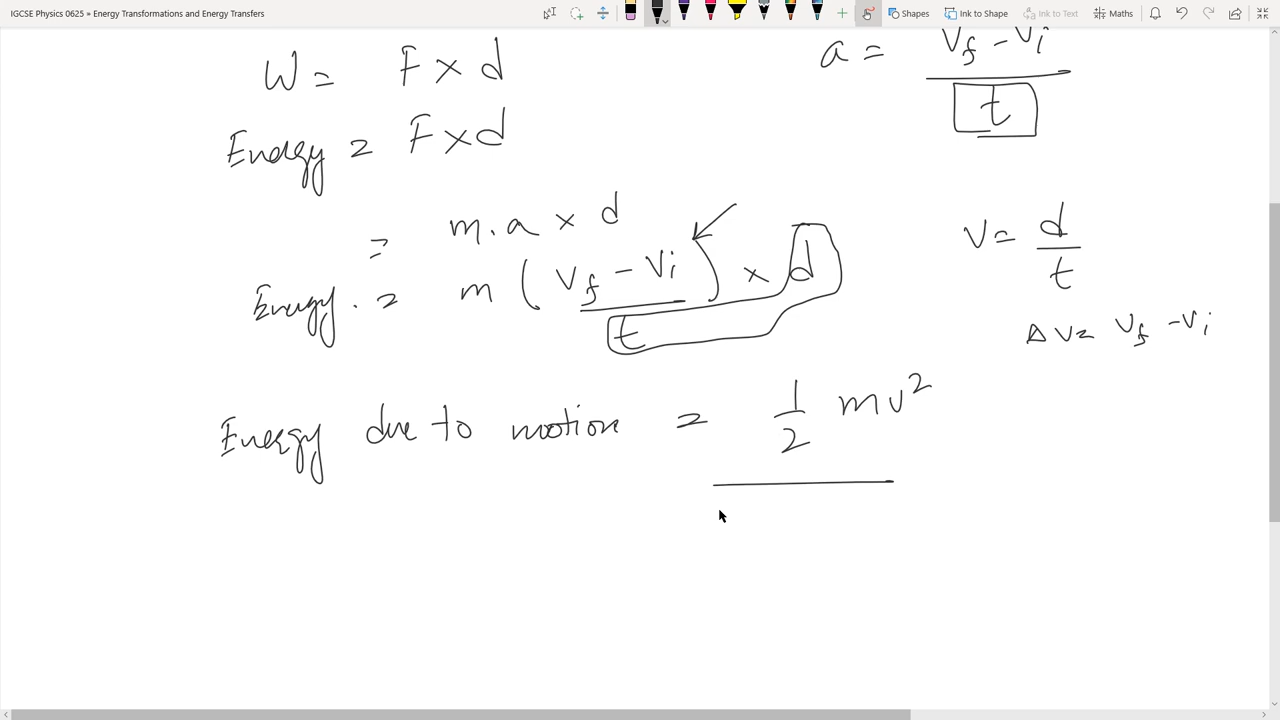 IGCSE Physics 0625 » Energy Transformations and Energy Transfers
Shapes Ink to Shape Ink to Text Maths
W = F × d
a = Vf - Vi / t
Energy = F × d
= m . a × d
V = d / t
Energy . = m ( Vf - Vi / t ) × d
Δ V = Vf - Vi
Energy due to motion = 1/2 mv²